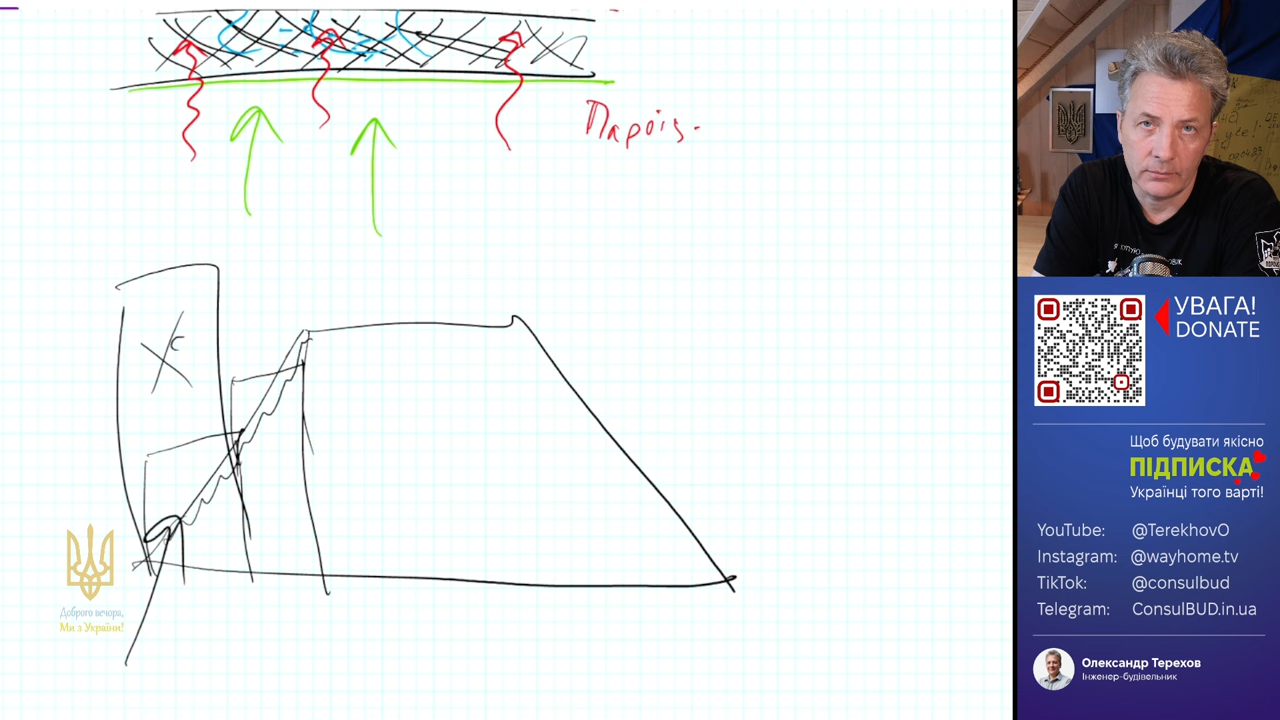 Пароіз.
УВАГА!
DONATE
Щоб будувати якісно
ПІДПИСКА
Українці того варті!
YouTube: @TerekhovO
Instagram: @wayhome.tv
TikTok: @consulbud
Telegram: ConsulBUD.in.ua
Олександр Терехов
Інженер-будівельник
Доброго вечора,
Ми з України!